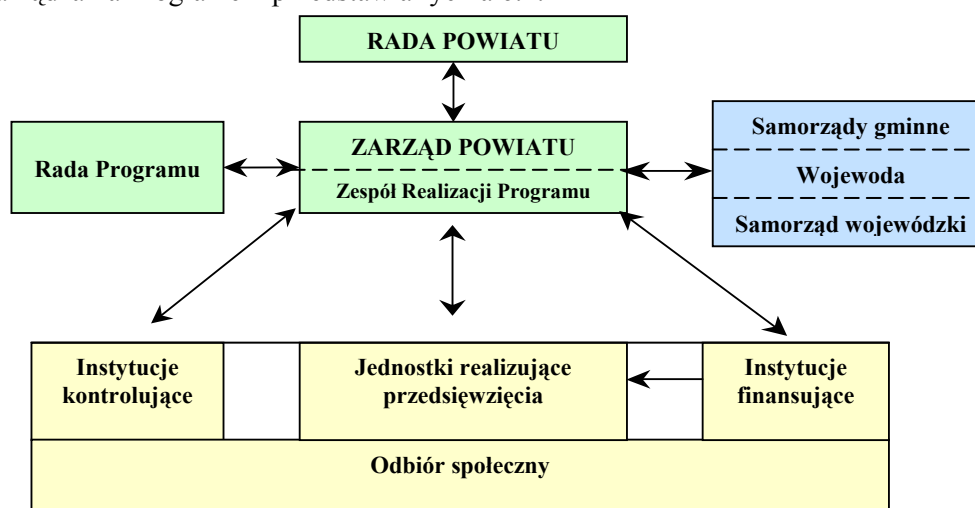 RADA POWIATU
Rada Programu
ZARZĄD POWIATU
Zespół Realizacji Programu
Samorządy gminne
Wojewoda
Samorząd wojewódzki
Instytucje
kontrolujące
Jednostki realizujące
przedsięwzięcia
Instytucje
finansujące
Odbiór społeczny